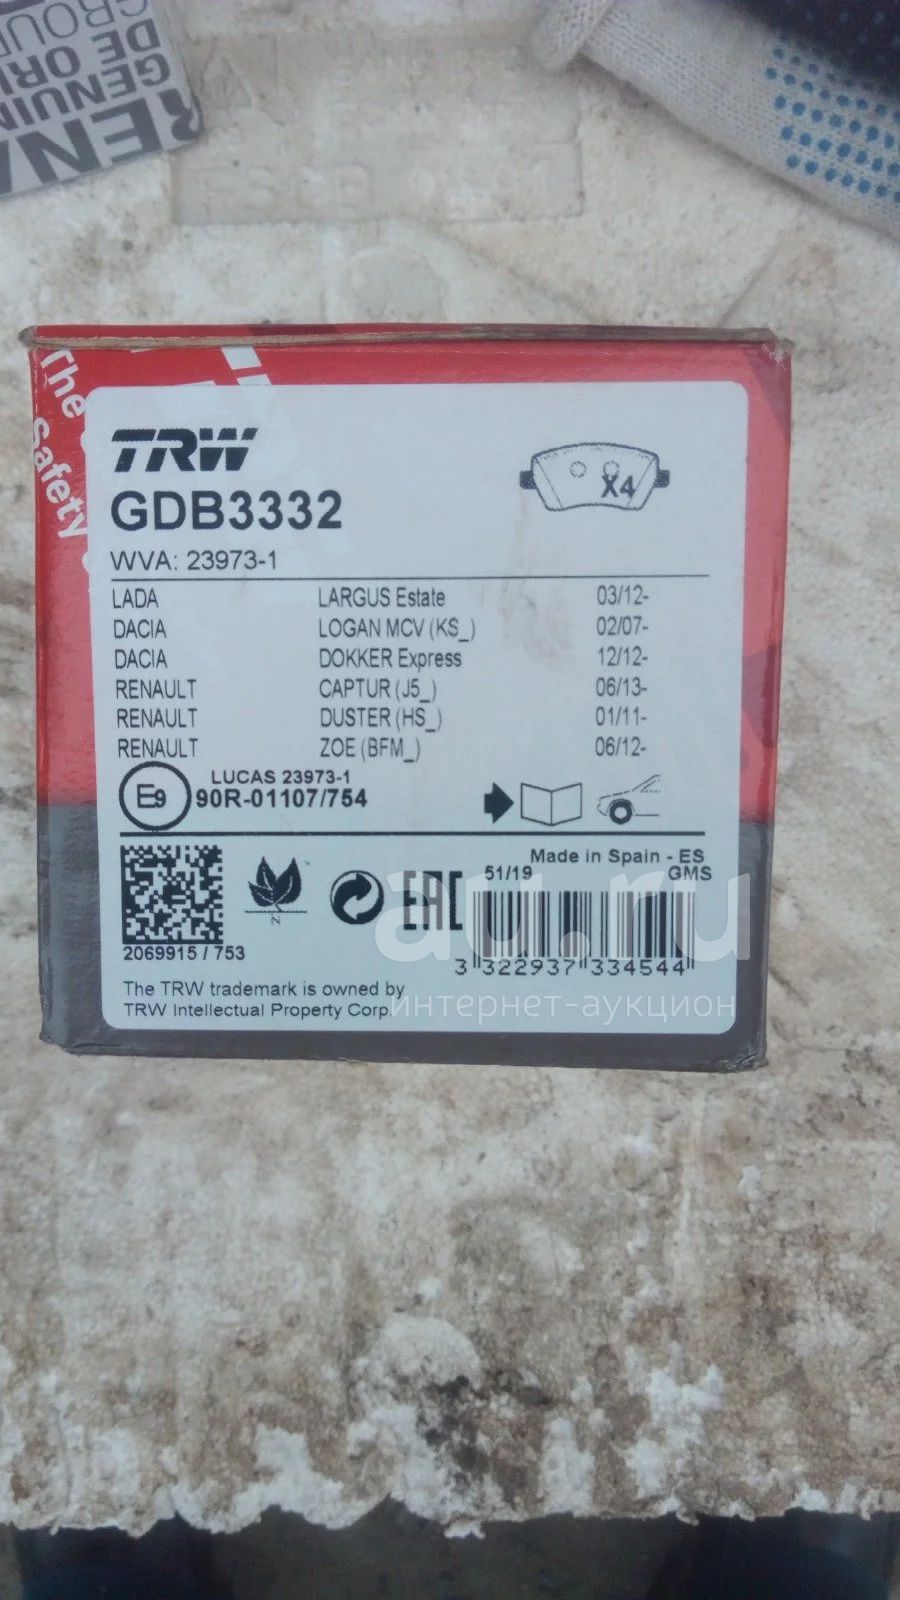 GROUP
DE ORI
GENUIN
RENA
The
Safety
TRW
GDB3332
X4
WVA: 23973-1
LADA LARGUS Estate 03/12-
DACIA LOGAN MCV (KS_) 02/07-
DACIA DOKKER Express 12/12-
RENAULT CAPTUR (J5_) 06/13-
RENAULT DUSTER (HS_) 01/11-
RENAULT ZOE (BFM_) 06/12-
E9
LUCAS 23973-1
90R-01107/754
Made in Spain - ES
51/19 GMS
N
EAC
2069915 / 753
3 322937 334544
The TRW trademark is owned by
TRW Intellectual Property Corp.
au.ru
интернет-аукцион